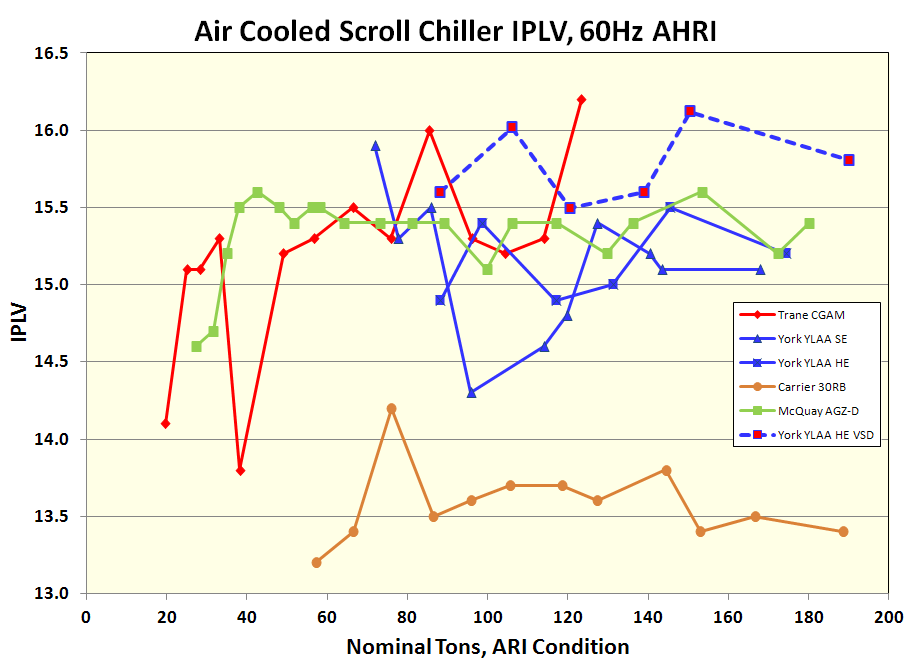 Air Cooled Scroll Chiller IPLV, 60Hz AHRI
16.5
16.0
15.5
15.0
14.5
14.0
13.5
13.0
IPLV
Trane CGAM
York YLAA SE
York YLAA HE
Carrier 30RB
McQuay AGZ-D
York YLAA HE VSD
0 20 40 60 80 100 120 140 160 180 200
Nominal Tons, ARI Condition